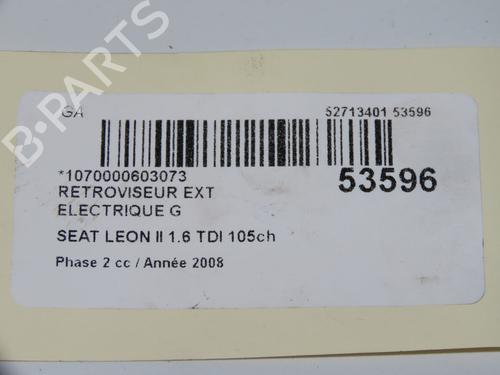 GA
52713401 53596
*1070000603073
53596
RETROVISEUR EXT
ELECTRIQUE G
SEAT LEON II 1.6 TDI 105ch
Phase 2 cc / Année 2008
B-PARTS